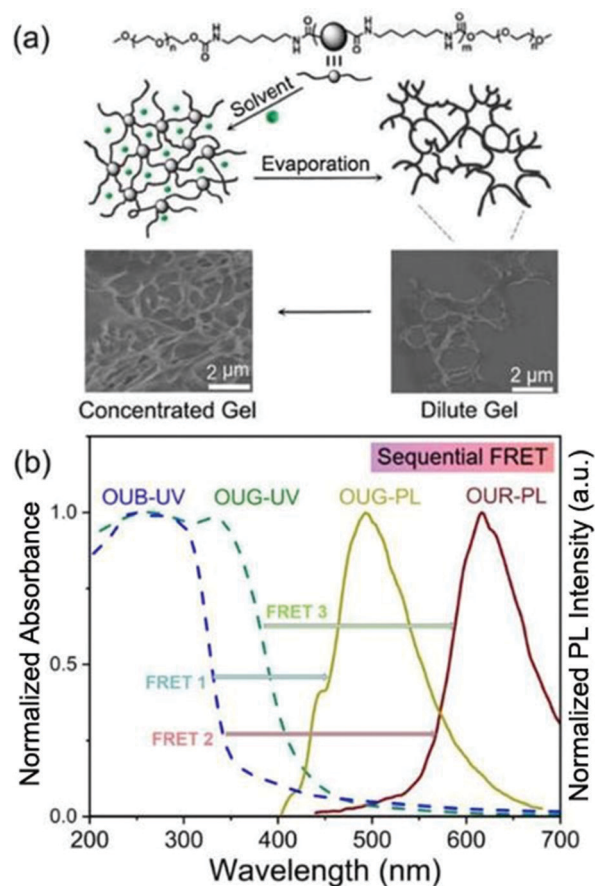 (a)
O O n O O N H O N H O m O O n O
Solvent
Evaporation
2 μm
2 μm
Concentrated Gel
Dilute Gel
(b)
Sequential FRET
OUB-UV OUG-UV OUG-PL OUR-PL
1.0
FRET 3
0.5
FRET 1
FRET 2
0.0
200 300 400 500 600 700
Wavelength (nm)
Normalized Absorbance
Normalized PL Intensity (a.u.)